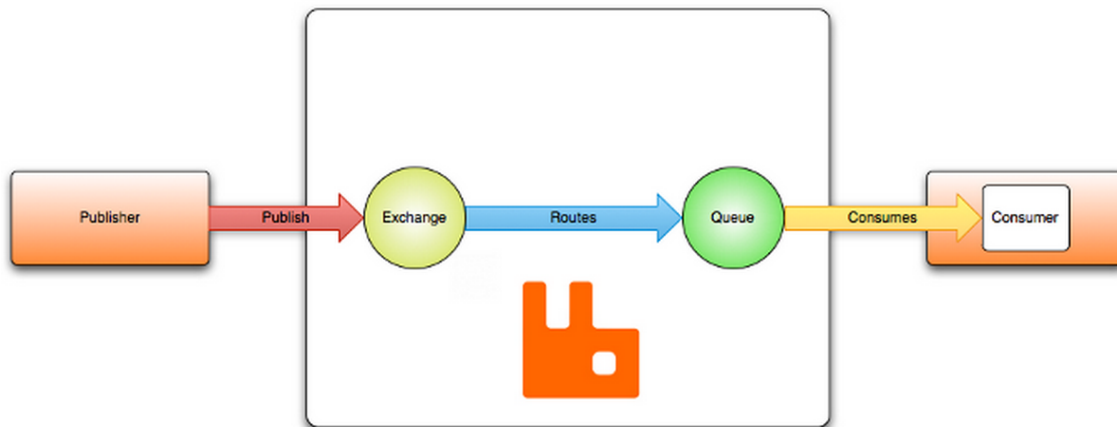 Publisher
Publish
Exchange
Routes
Queue
Consumes
Consumer